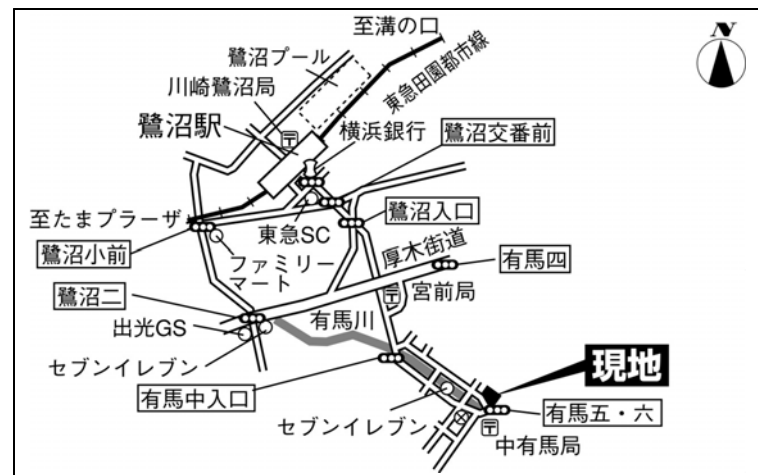 至溝の口
N
鷺沼プール
東急田園都市線
川崎鷺沼局
鷺沼駅
横浜銀行
鷺沼交番前
至たまプラーザ
東急SC
鷺沼入口
鷺沼小前
ファミリー
マート
厚木街道
有馬四
鷺沼二
宮前局
出光GS
有馬川
セブンイレブン
現地
有馬中入口
セブンイレブン
有馬五・六
中有馬局